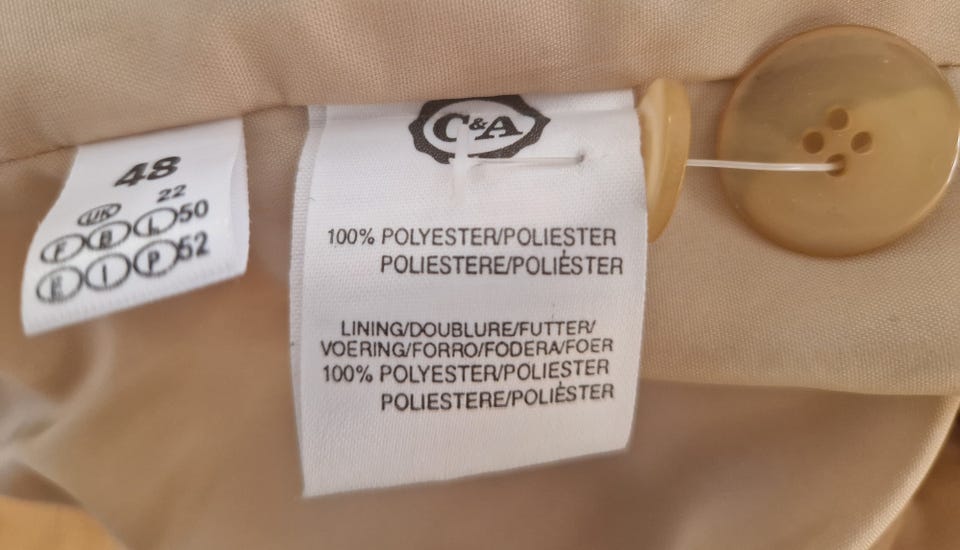 48
UK 22
F B L 50
E I P 52
C&A
100% POLYESTER/POLIESTER
POLIESTERE/POLIÈSTER
LINING/DOUBLURE/FUTTER/
VOERING/FORRO/FODERA/FOER
100% POLYESTER/POLIESTER
POLIESTERE/POLIÈSTER